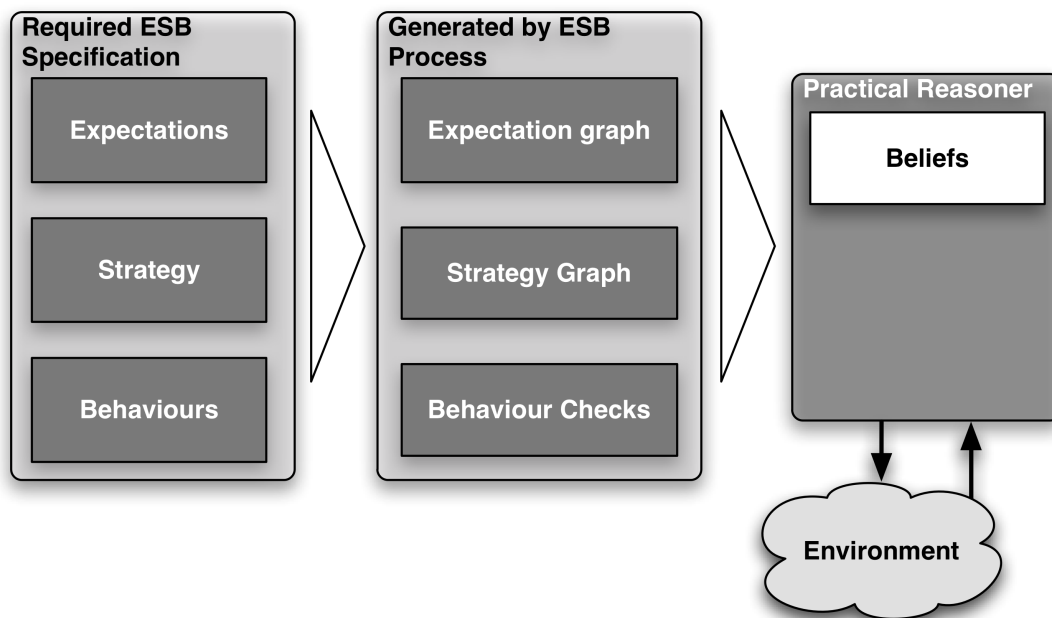 Required ESB
Specification
Expectations
Strategy
Behaviours
Generated by ESB
Process
Expectation graph
Strategy Graph
Behaviour Checks
Practical Reasoner
Beliefs
Environment